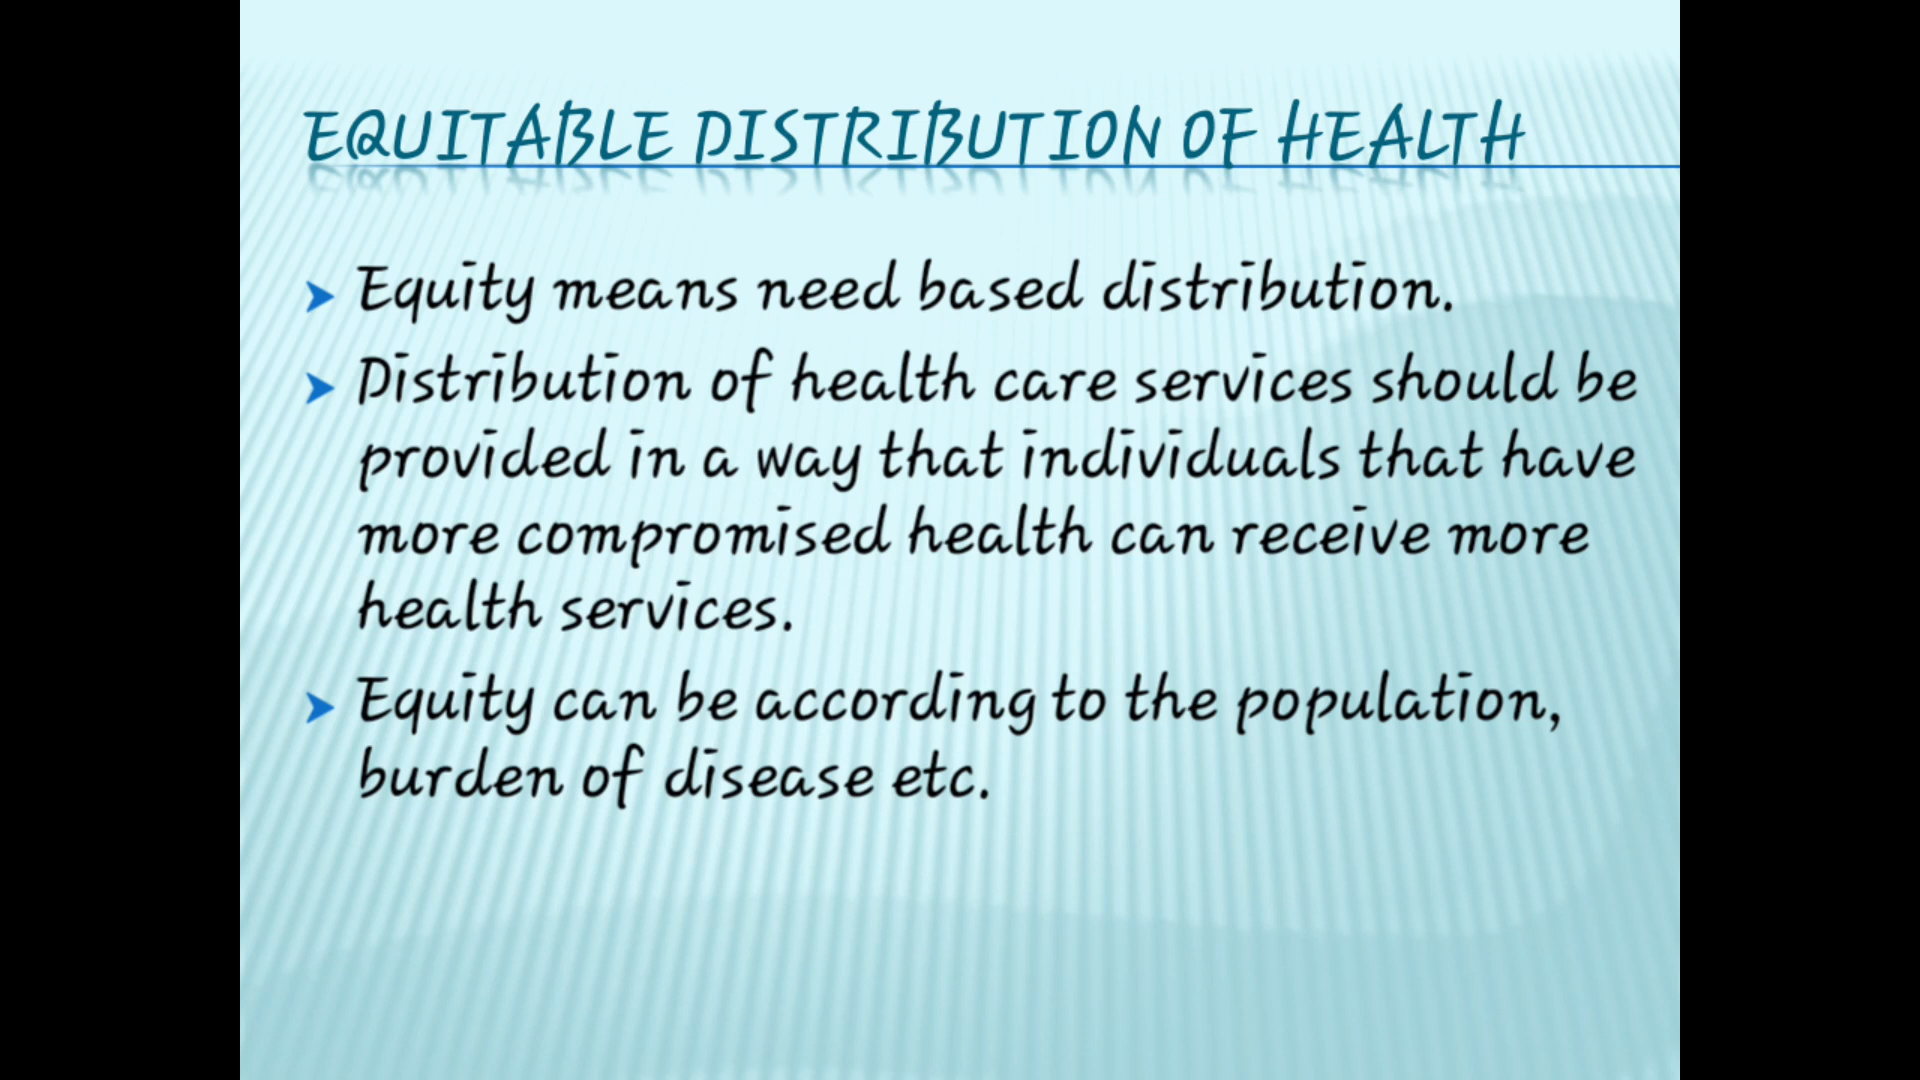 EQUITABLE DISTRIBUTION OF HEALTH
Equity means need based distribution.
Distribution of health care services should be
provided in a way that individuals that have
more compromised health can receive more
health services.
Equity can be according to the population,
burden of disease etc.